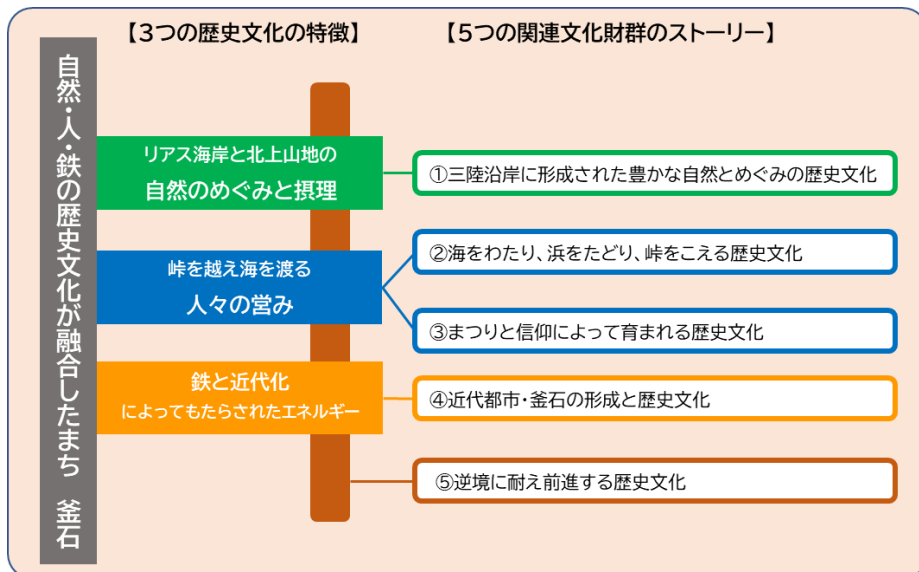 【３つの歴史文化の特徴】
【５つの関連文化財群のストーリー】
自然・人・鉄の歴史文化が融合したまち　釜石
リアス海岸と北上山地の
自然のめぐみと摂理
①三陸沿岸に形成された豊かな自然とめぐみの歴史文化
峠を越え海を渡る
人々の営み
②海をわたり、浜をたどり、峠をこえる歴史文化
③まつりと信仰によって育まれる歴史文化
鉄と近代化
によってもたらされたエネルギー
④近代都市・釜石の形成と歴史文化
⑤逆境に耐え前進する歴史文化